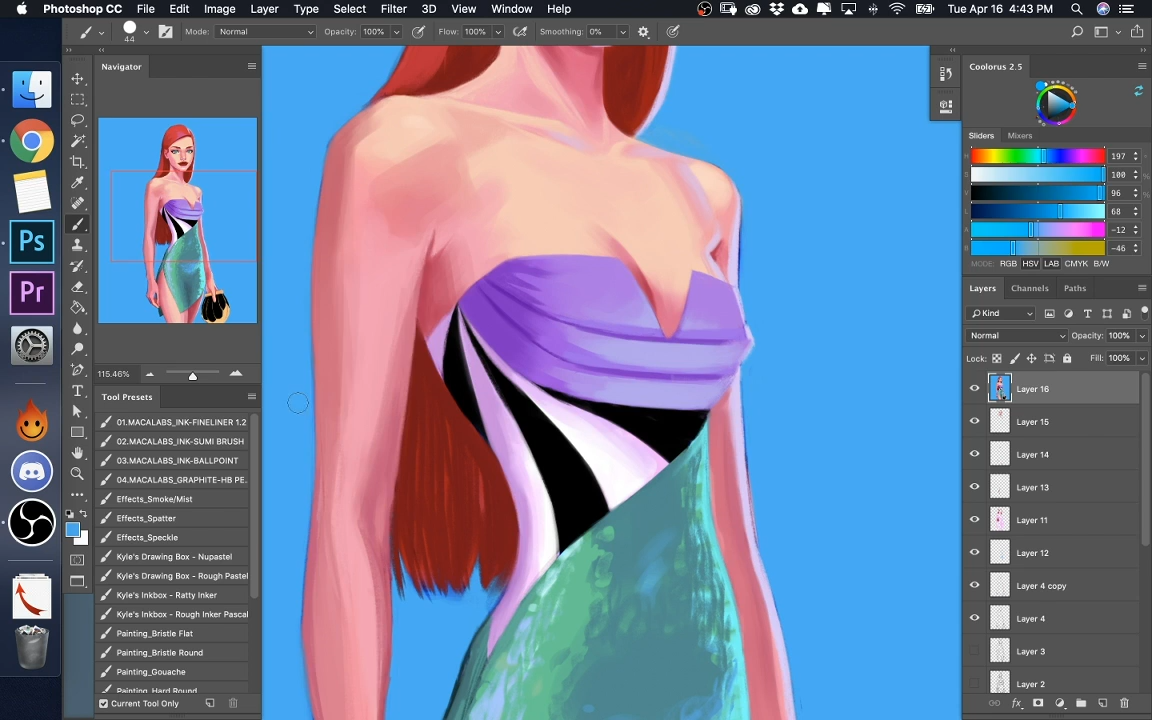 Photoshop CC File Edit Image Layer Type Select Filter 3D View Window Help Tue Apr 16 4:43 PM
44 Mode: Normal Opacity: 100% Flow: 100% Smoothing: 0%
Navigator
115.46%
Tool Presets
01.MACALABS_INK-FINELINER 1.2
02.MACALABS_INK-SUMI BRUSH
03.MACALABS_INK-BALLPOINT
04.MACALABS_GRAPHITE-HB PE..
Effects_Smoke/Mist
Effects_Spatter
Effects_Speckle
Kyle's Drawing Box - Nupastel
Kyle's Drawing Box - Rough Pastel
Kyle's Inkbox - Ratty Inker
Kyle's Inkbox - Rough Inker Pascal
Painting_Bristle Flat
Painting_Bristle Round
Painting_Gouache
Painting_Hard Round
Current Tool Only
Ps
Pr
Coolorus 2.5
Sliders Mixers
H 197
S 100 %
96 %
L 68
A -12
B -46
MODE: RGB HSV LAB CMYK B/W
Layers Channels Paths
Kind
Normal Opacity: 100%
Lock: Fill: 100%
Layer 16
Layer 15
Layer 14
Layer 13
Layer 11
Layer 12
Layer 4 copy
Layer 4
Layer 3
Layer 2
fx